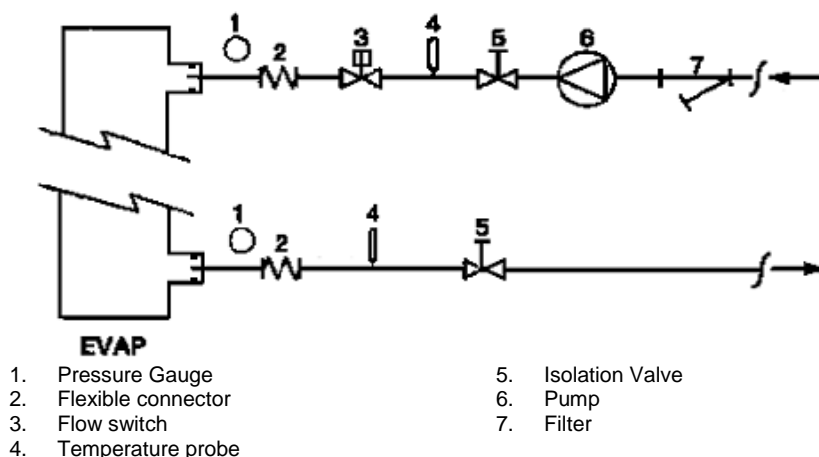 1
2
3
4
5
6
7
1
2
4
5
EVAP
1. Pressure Gauge
2. Flexible connector
3. Flow switch
4. Temperature probe
5. Isolation Valve
6. Pump
7. Filter